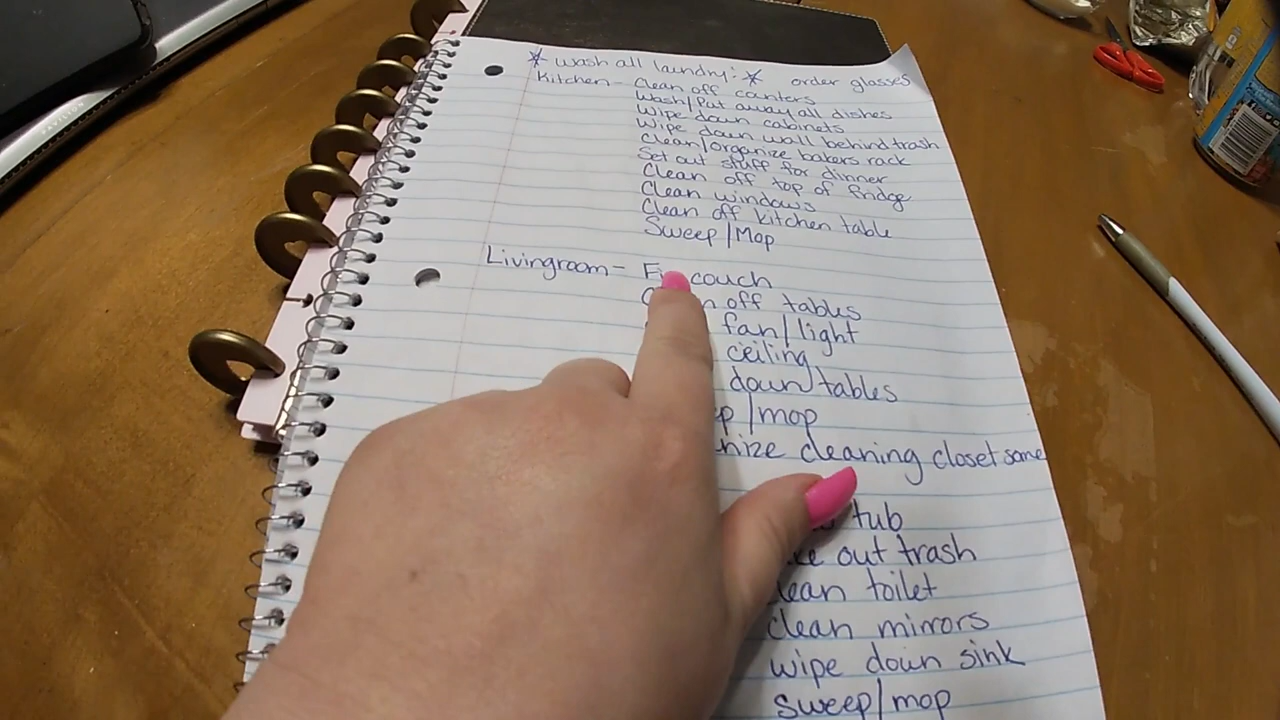 * wash all laundry: * order glasses
Kitchen - Clean off counters
Wash/Put away all dishes
Wipe down cabinets
Wipe down wall behind trash
Clean/organize bakers rack
Set out stuff for dinner
Clean off top of fridge
Clean windows
Clean off kitchen table
Sweep/Mop
Livingroom - couch
off tables
fan/light
ceiling
down tables
/mop
cleaning closet some
tub
out trash
clean toilet
clean mirrors
wipe down sink
sweep/mop
PAVILION